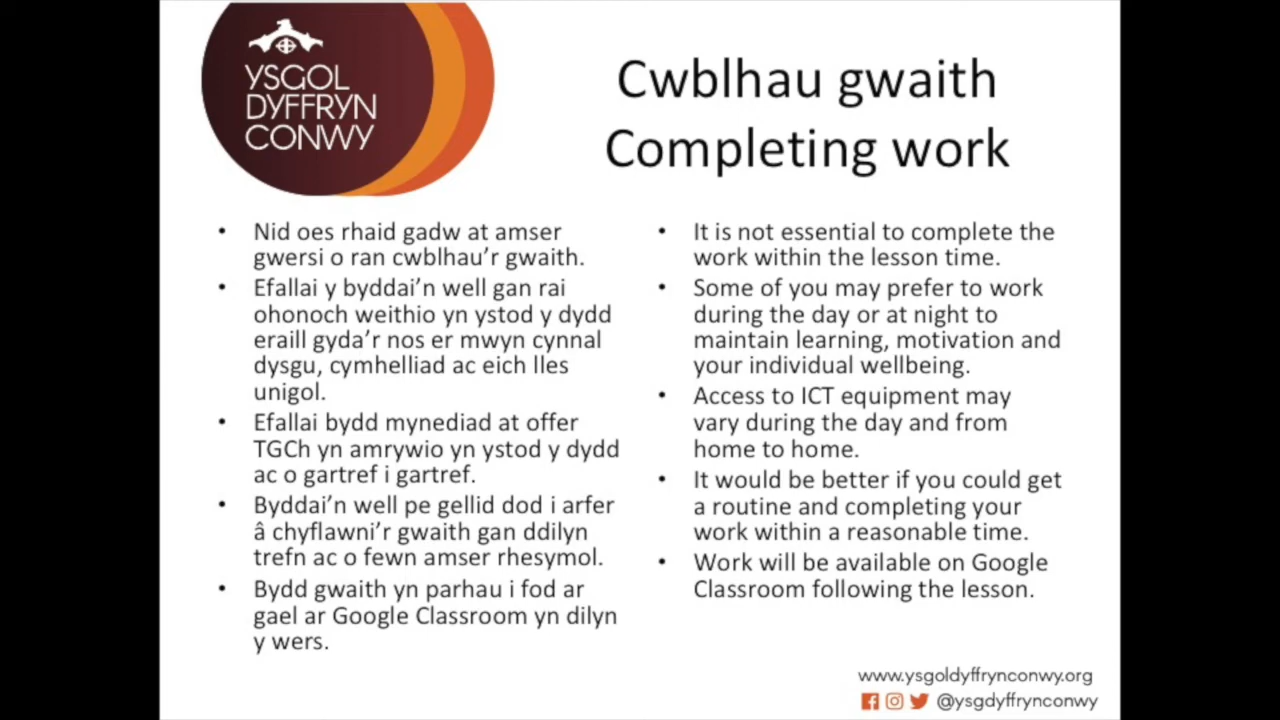 YSGOL
DYFFRYN
CONWY
Cwblhau gwaith
Completing work
• Nid oes rhaid gadw at amser
gwersi o ran cwblhau’r gwaith.
• Efallai y byddai’n well gan rai
ohonoch weithio yn ystod y dydd
eraill gyda’r nos er mwyn cynnal
dysgu, cymhelliad ac eich lles
unigol.
• Efallai bydd mynediad at offer
TGCh yn amrywio yn ystod y dydd
ac o gartref i gartref.
• Byddai’n well pe gellid dod i arfer
â chyflawni’r gwaith gan ddilyn
trefn ac o fewn amser rhesymol.
• Bydd gwaith yn parhau i fod ar
gael ar Google Classroom yn dilyn
y wers.
• It is not essential to complete the
work within the lesson time.
• Some of you may prefer to work
during the day or at night to
maintain learning, motivation and
your individual wellbeing.
• Access to ICT equipment may
vary during the day and from
home to home.
• It would be better if you could get
a routine and completing your
work within a reasonable time.
• Work will be available on Google
Classroom following the lesson.
www.ysgoldyffrynconwy.org
@ysgdyffrynconwy